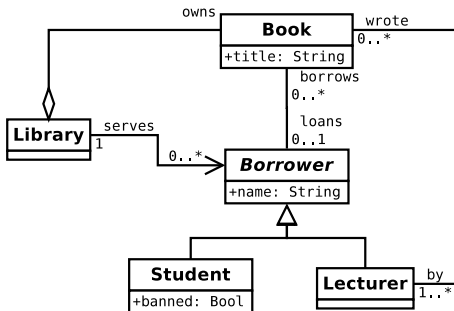 owns
Book
wrote
+title: String
0..*
borrows
0..*
Library
serves
1
0..*
loans
0..1
Borrower
+name: String
Student
+banned: Bool
Lecturer
by
1..*